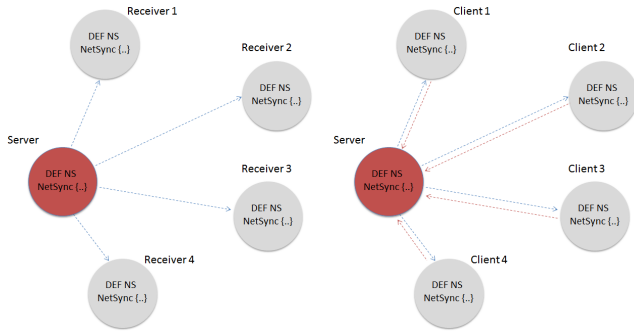 Receiver 1
DEF NS
NetSync {..}
Receiver 2
DEF NS
NetSync {..}
Server
DEF NS
NetSync {..}
Receiver 3
DEF NS
NetSync {..}
Receiver 4
DEF NS
NetSync {..}
Client 1
DEF NS
NetSync {..}
Client 2
DEF NS
NetSync {..}
Server
DEF NS
NetSync {..}
Client 3
DEF NS
NetSync {..}
Client 4
DEF NS
NetSync {..}